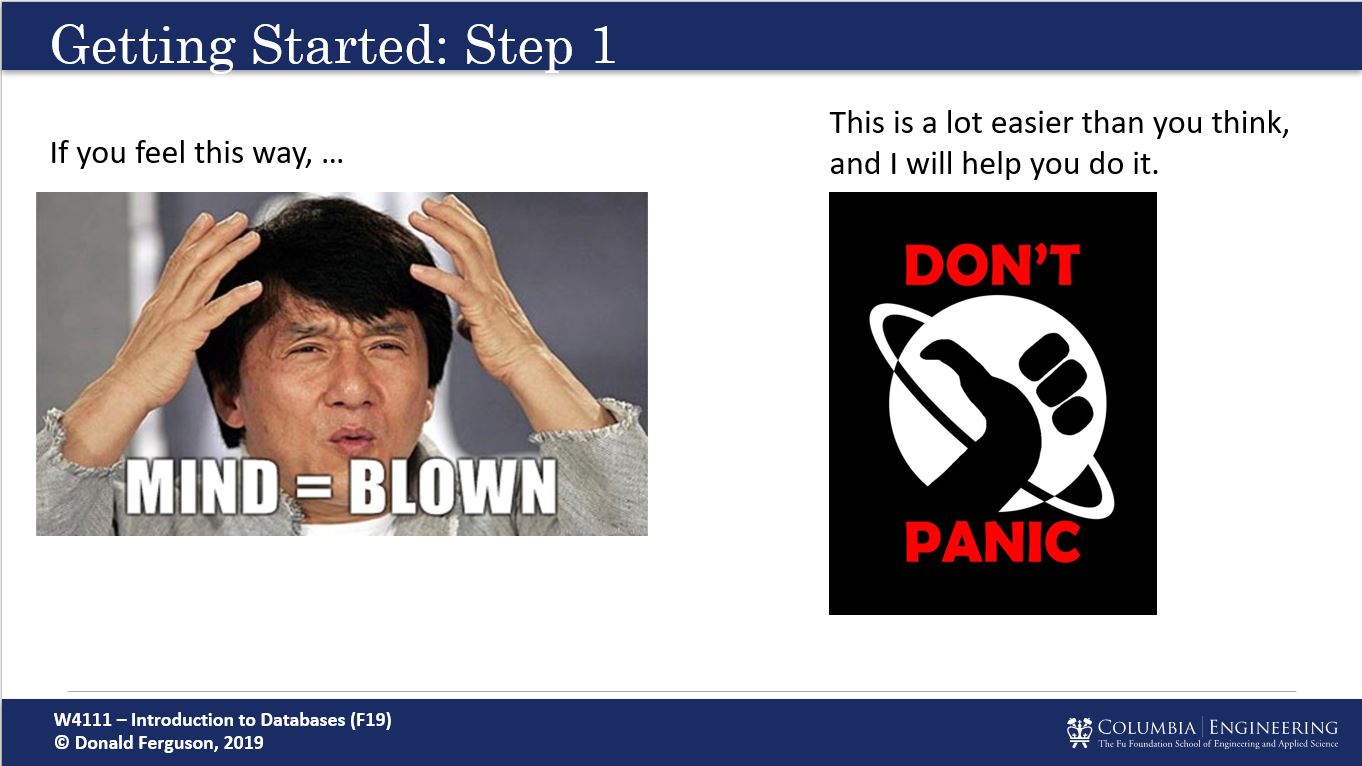 Getting Started: Step 1
If you feel this way, …
MIND = BLOWN
This is a lot easier than you think,
and I will help you do it.
DON'T
PANIC
W4111 – Introduction to Databases (F19)
© Donald Ferguson, 2019
COLUMBIA | ENGINEERING
The Fu Foundation School of Engineering and Applied Science